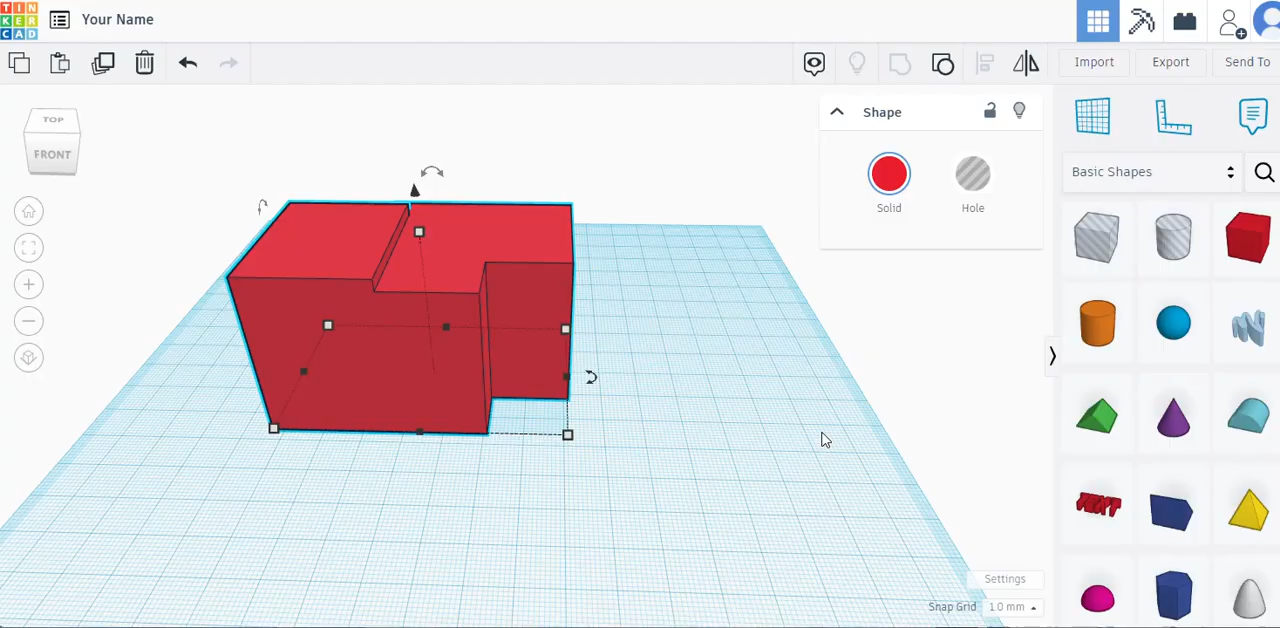 TIN
KER
CAD
Your Name
Import
Export
Send To
TOP
FRONT
Shape
Solid
Hole
Basic Shapes
TEXT
Settings
Snap Grid
1.0 mm